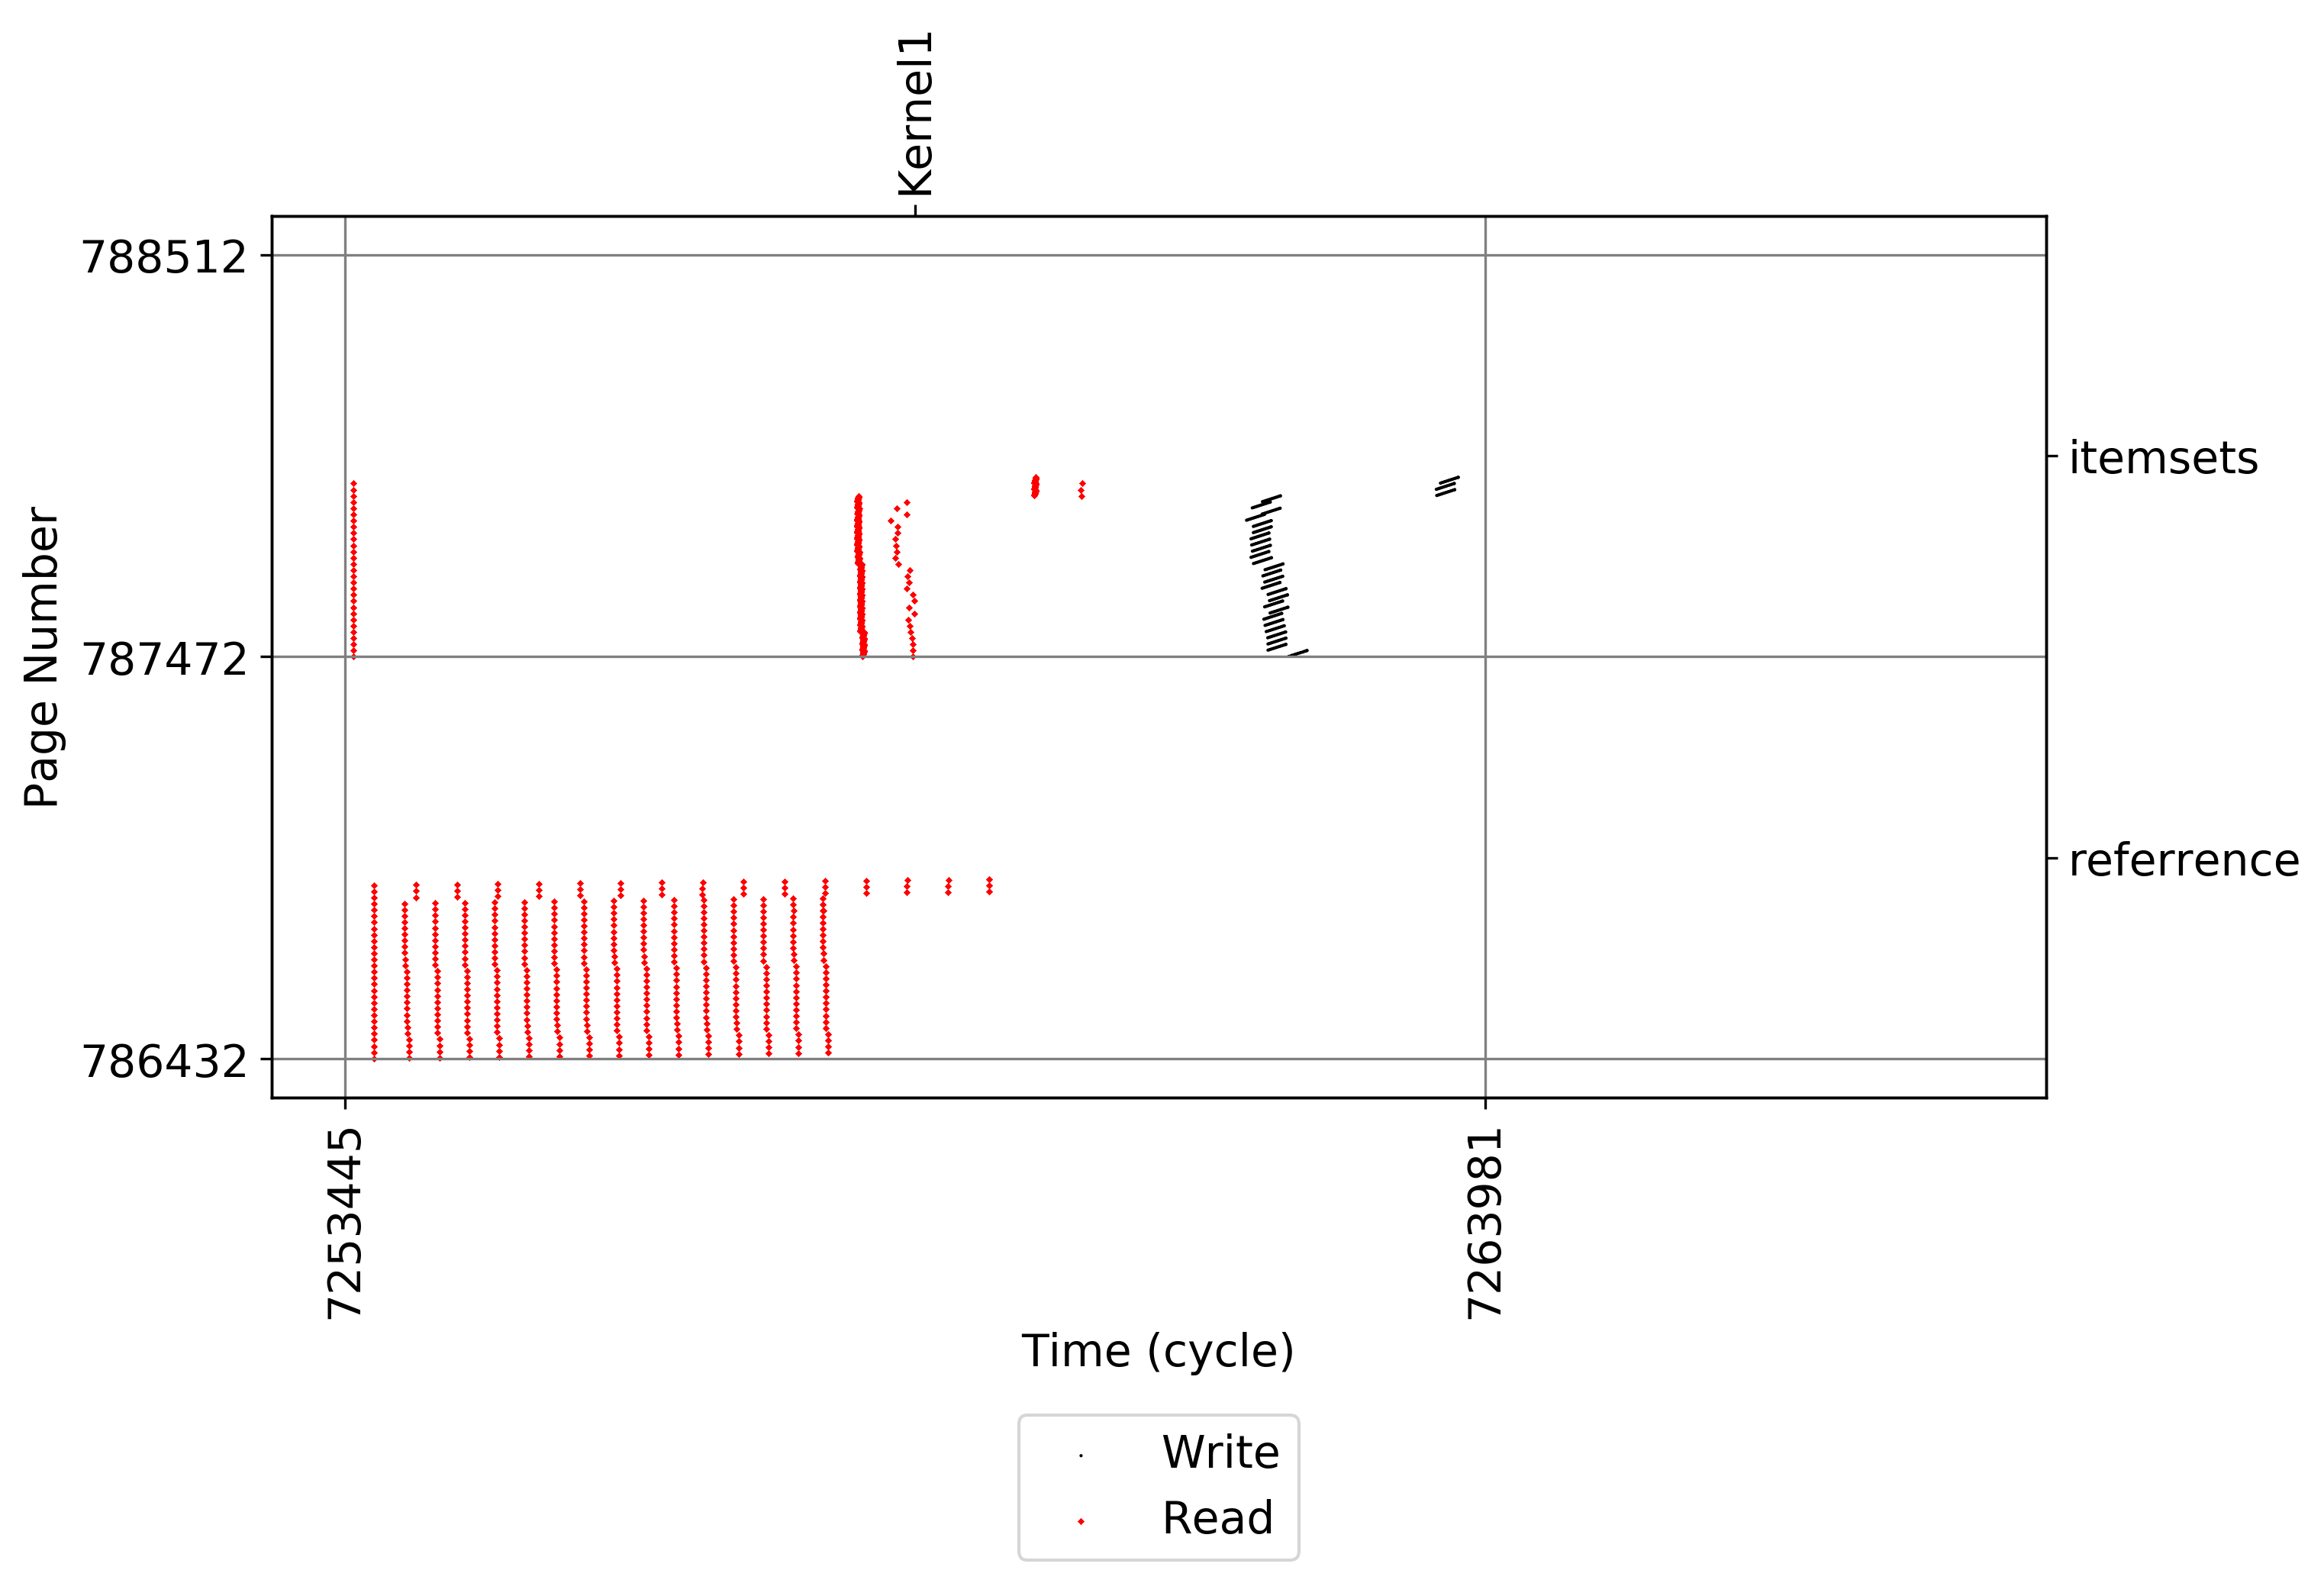 Kernel1
788512
787472
786432
Page Number
itemsets
referrence
7253445
7263981
Time (cycle)
Write
Read